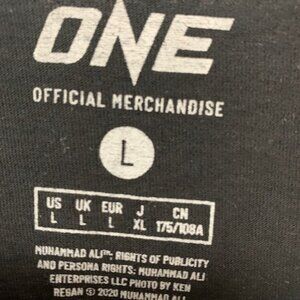 ONE
OFFICIAL MERCHANDISE
L
US UK EUR J CN
L L L XL 175/108A
MUHAMMAD ALI™: RIGHTS OF PUBLICITY
AND PERSONA RIGHTS: MUHAMMAD ALI
ENTERPRISES LLC PHOTO BY KEN
REGAN © 2020 MUHAMMAD ALI